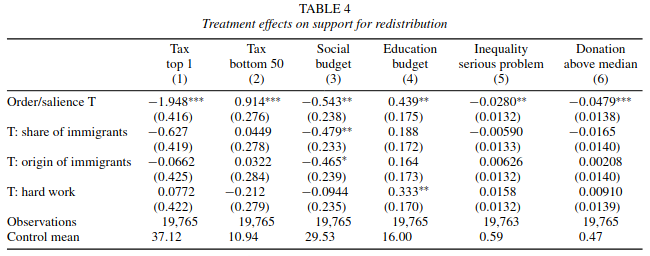 TABLE 4
Treatment effects on support for redistribution
Tax Tax Social Education Inequality Donation
top 1 bottom 50 budget budget serious problem above median
(1) (2) (3) (4) (5) (6)
Order/salience T −1.948*** 0.914*** −0.543** 0.439** −0.0280** −0.0479***
(0.416) (0.276) (0.238) (0.175) (0.0132) (0.0138)
T: share of immigrants −0.627 0.0449 −0.479** 0.188 −0.00590 −0.0165
(0.419) (0.278) (0.233) (0.172) (0.0133) (0.0140)
T: origin of immigrants −0.0662 0.0322 −0.465* 0.164 0.00626 0.00208
(0.425) (0.284) (0.239) (0.173) (0.0132) (0.0140)
T: hard work 0.0772 −0.212 −0.0944 0.333** 0.0158 0.00910
(0.422) (0.279) (0.235) (0.170) (0.0132) (0.0139)
Observations 19,765 19,765 19,765 19,765 19,763 19,765
Control mean 37.12 10.94 29.53 16.00 0.59 0.47